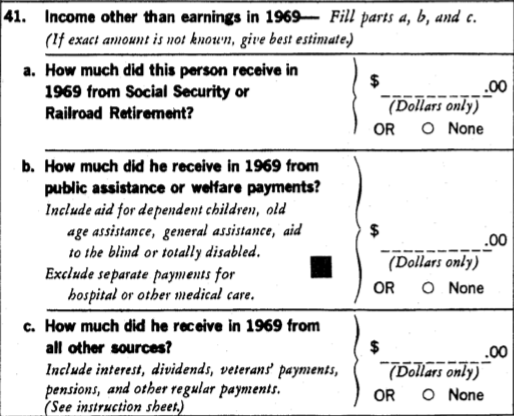 41. Income other than earnings in 1969— Fill parts a, b, and c.
(If exact amount is not known, give best estimate.)
a. How much did this person receive in
1969 from Social Security or
Railroad Retirement?
$ _________ .00
(Dollars only)
OR ○ None
b. How much did he receive in 1969 from
public assistance or welfare payments?
Include aid for dependent children, old
age assistance, general assistance, aid
to the blind or totally disabled.
Exclude separate payments for
hospital or other medical care.
$ _________ .00
(Dollars only)
OR ○ None
c. How much did he receive in 1969 from
all other sources?
Include interest, dividends, veterans' payments,
pensions, and other regular payments.
(See instruction sheet.)
$ _________ .00
(Dollars only)
OR ○ None